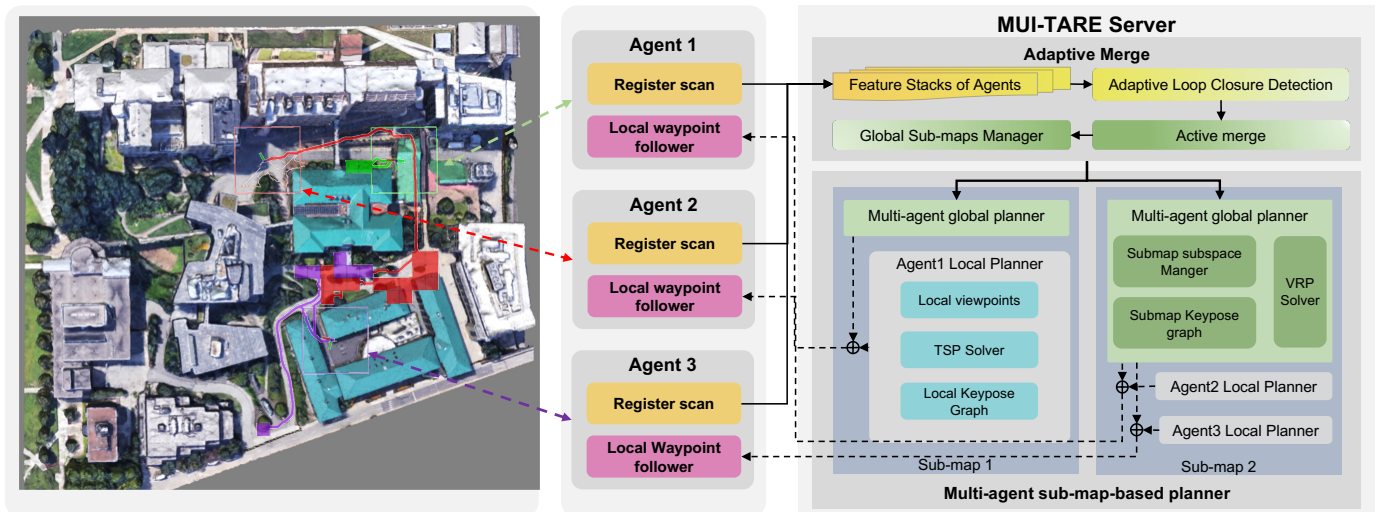 Agent 1
Register scan
Local waypoint
follower
Agent 2
Register scan
Local waypoint
follower
Agent 3
Register scan
Local Waypoint
follower
MUI-TARE Server
Adaptive Merge
Feature Stacks of Agents
Adaptive Loop Closure Detection
Global Sub-maps Manager
Active merge
Multi-agent global planner
Agent1 Local Planner
Local viewpoints
TSP Solver
Local Keypose
Graph
Sub-map 1
Multi-agent global planner
Submap subspace
Manger
Submap Keypose
graph
VRP
Solver
Agent2 Local Planner
Agent3 Local Planner
Sub-map 2
Multi-agent sub-map-based planner